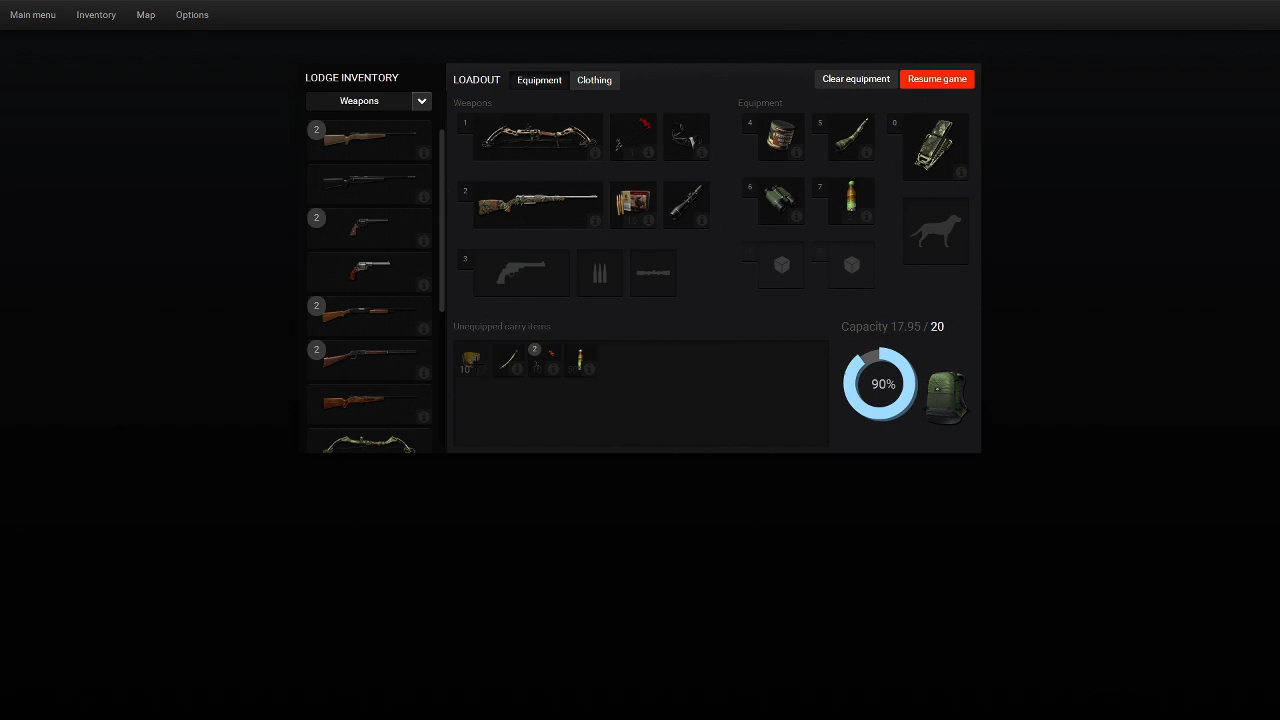 Main menu Inventory Map Options
LODGE INVENTORY
Weapons
2
2
2
2
LOADOUT Equipment Clothing Clear equipment Resume game
Weapons Equipment
1 4 5 0
2 6 7
3
Unequipped carry items
10 2 10
Capacity 17.95 / 20
90%